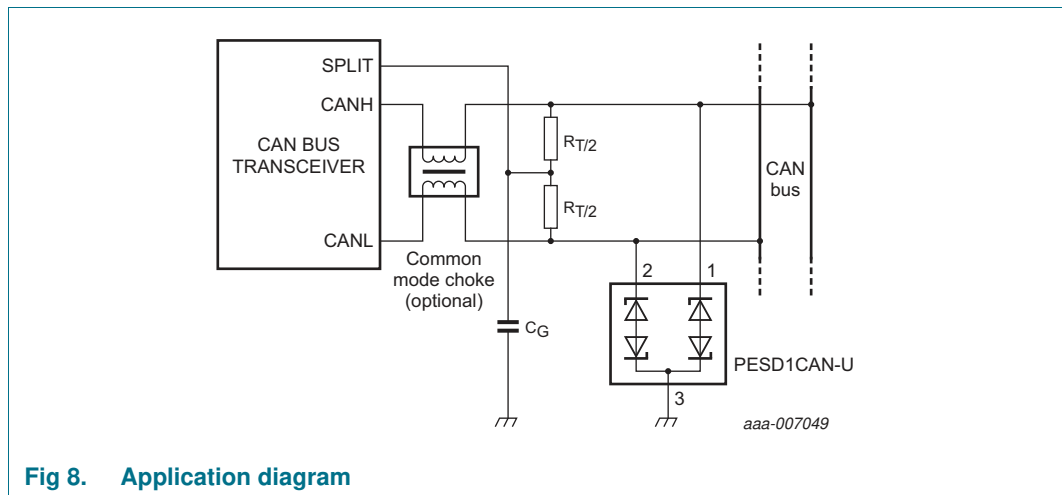 SPLIT
CANH
CAN BUS
TRANSCEIVER
CANL
Common
mode choke
(optional)
RT/2
RT/2
CG
CAN
bus
2
1
PESD1CAN-U
3
aaa-007049
Fig 8. Application diagram